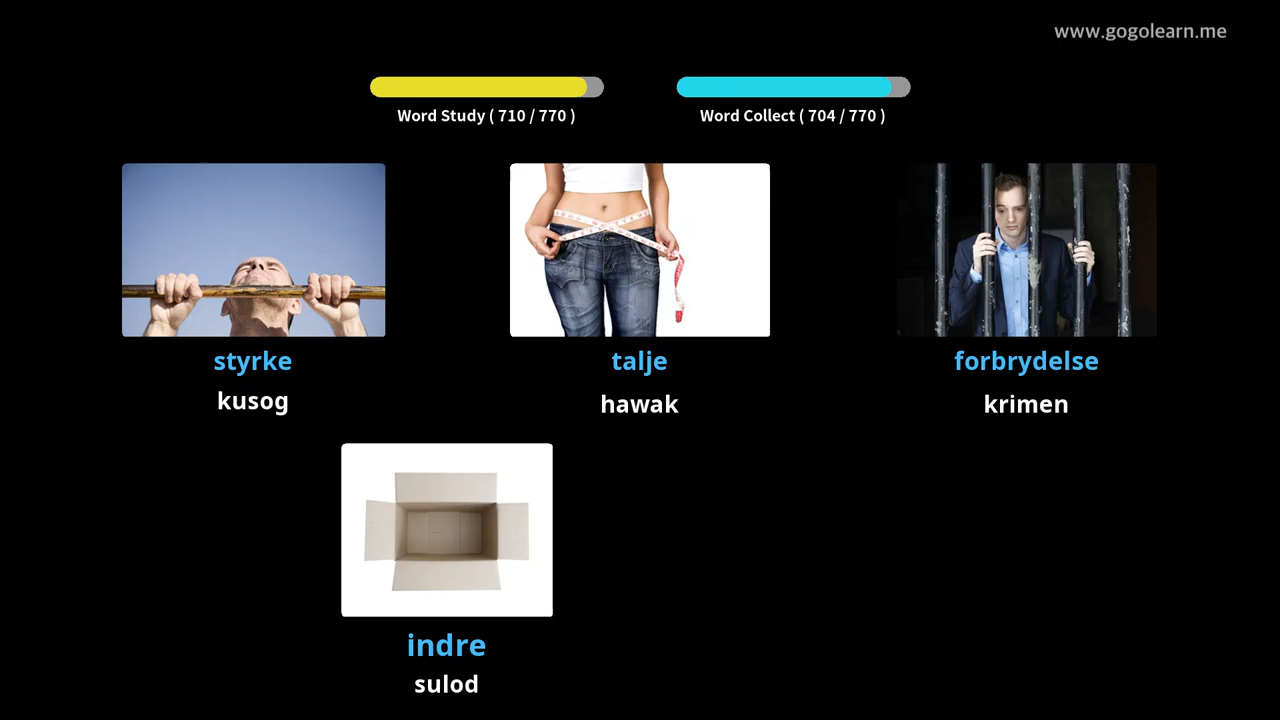 www.gogolearn.me
Word Study ( 710 / 770 )
Word Collect ( 704 / 770 )
styrke
kusog
talje
hawak
forbrydelse
krimen
indre
sulod